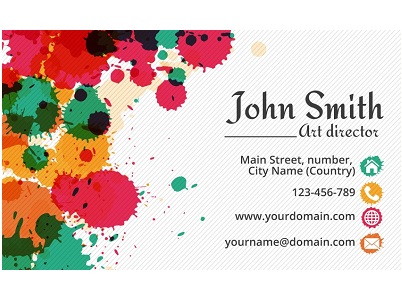 John Smith
Art director
Main Street, number,
City Name (Country)
123-456-789
www.yourdomain.com
yourname@domain.com